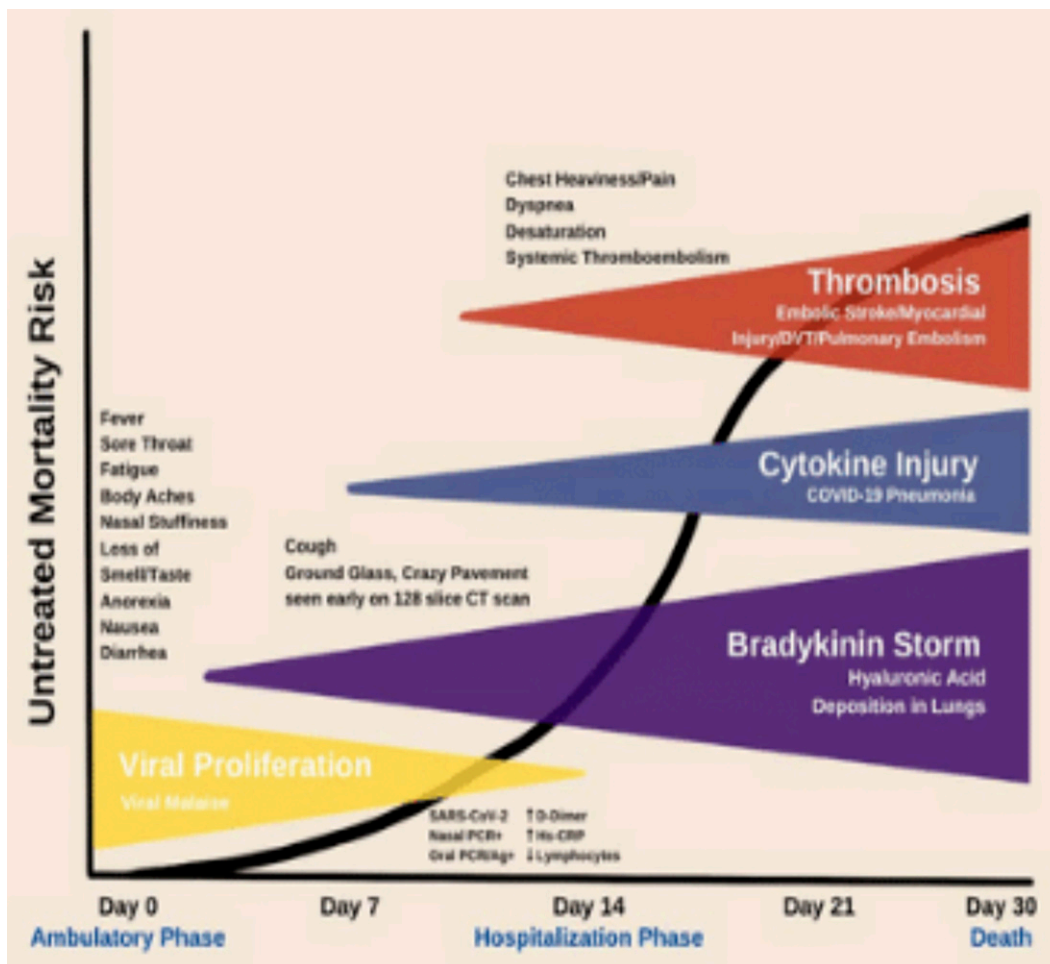 Untreated Mortality Risk
Chest Heaviness/Pain
Dyspnea
Desaturation
Systemic Thromboembolism
Thrombosis
Embolic Stroke/Myocardial
Injury/DVT/Pulmonary Embolism
Fever
Sore Throat
Fatigue
Body Aches
Nasal Stuffiness
Loss of
Smell/Taste
Anorexia
Nausea
Diarrhea
Cytokine Injury
COVID-19 Pneumonia
Cough
Ground Glass, Crazy Pavement
seen early on 128 slice CT scan
Bradykinin Storm
Hyaluronic Acid
Deposition in Lungs
Viral Proliferation
Viral Malaise
SARS-CoV-2 ↑D-Dimer
Nasal PCR+ ↑Hs-CRP
Oral PCR/Ag+ ↓Lymphocytes
Day 0 Day 7 Day 14 Day 21 Day 30
Ambulatory Phase Hospitalization Phase Death